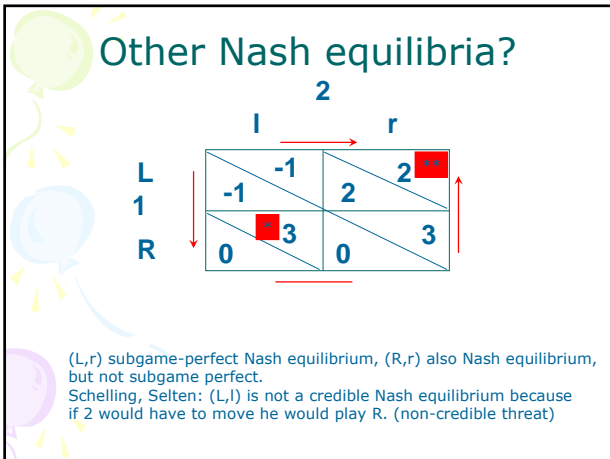 Other Nash equilibria?
2
l r
L -1 2 **
1 -1 2
R * 3 3
0 0
(L,r) subgame-perfect Nash equilibrium, (R,r) also Nash equilibrium,
but not subgame perfect.
Schelling, Selten: (L,l) is not a credible Nash equilibrium because
if 2 would have to move he would play R. (non-credible threat)